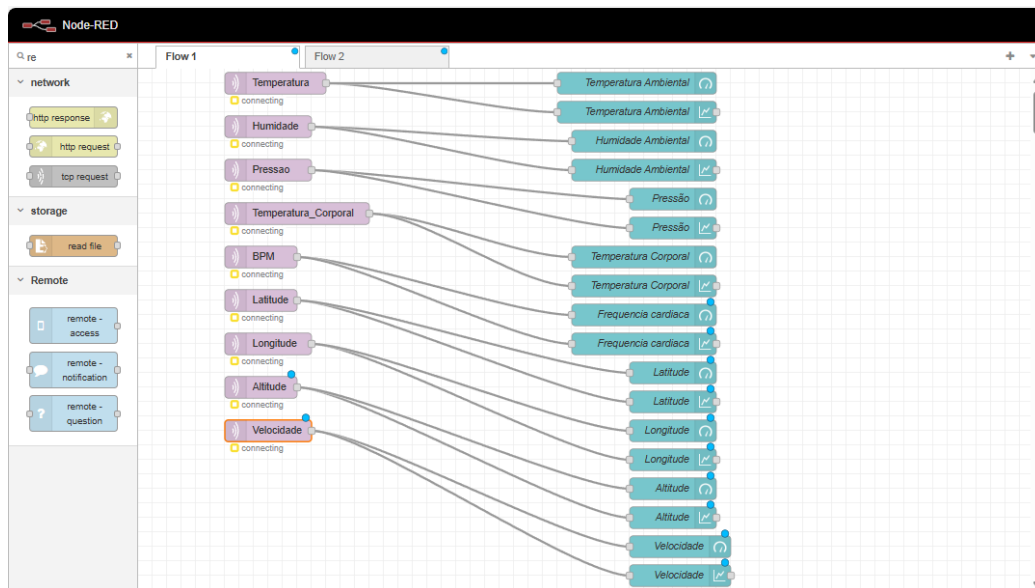 Node-RED
re
Flow 1
Flow 2
network
http response
http request
tcp request
storage
read file
Remote
remote -
access
remote -
notification
remote -
question
Temperatura
connecting
Humidade
connecting
Pressao
connecting
Temperatura_Corporal
connecting
BPM
connecting
Latitude
connecting
Longitude
connecting
Altitude
connecting
Velocidade
connecting
Temperatura Ambiental
Temperatura Ambiental
Humidade Ambiental
Humidade Ambiental
Pressão
Pressão
Temperatura Corporal
Temperatura Corporal
Frequencia cardiaca
Frequencia cardiaca
Latitude
Latitude
Longitude
Longitude
Altitude
Altitude
Velocidade
Velocidade